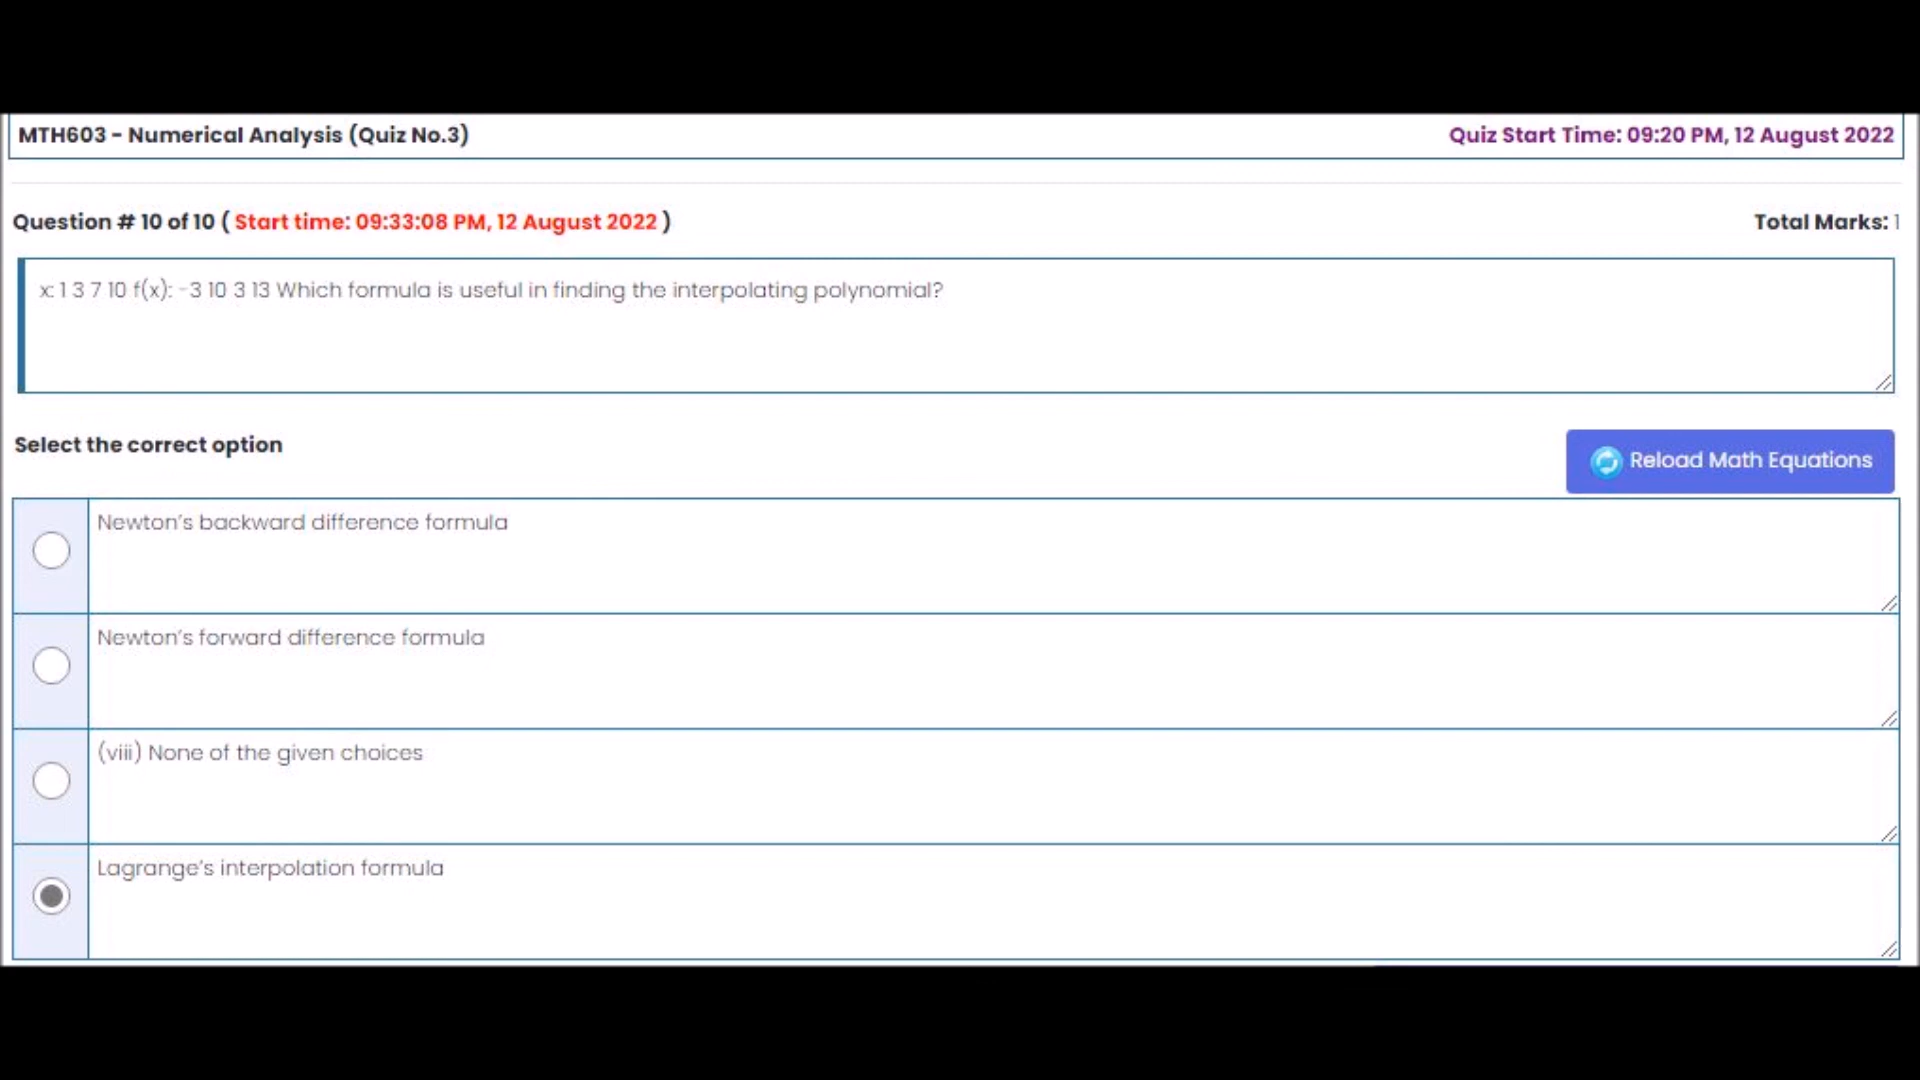 MTH603 - Numerical Analysis (Quiz No.3)
Quiz Start Time: 09:20 PM, 12 August 2022
Question # 10 of 10 ( Start time: 09:33:08 PM, 12 August 2022 )
Total Marks: 1
x: 1 3 7 10 f(x): -3 10 3 13 Which formula is useful in finding the interpolating polynomial?
Select the correct option
Reload Math Equations
Newton's backward difference formula
Newton's forward difference formula
(viii) None of the given choices
Lagrange's interpolation formula